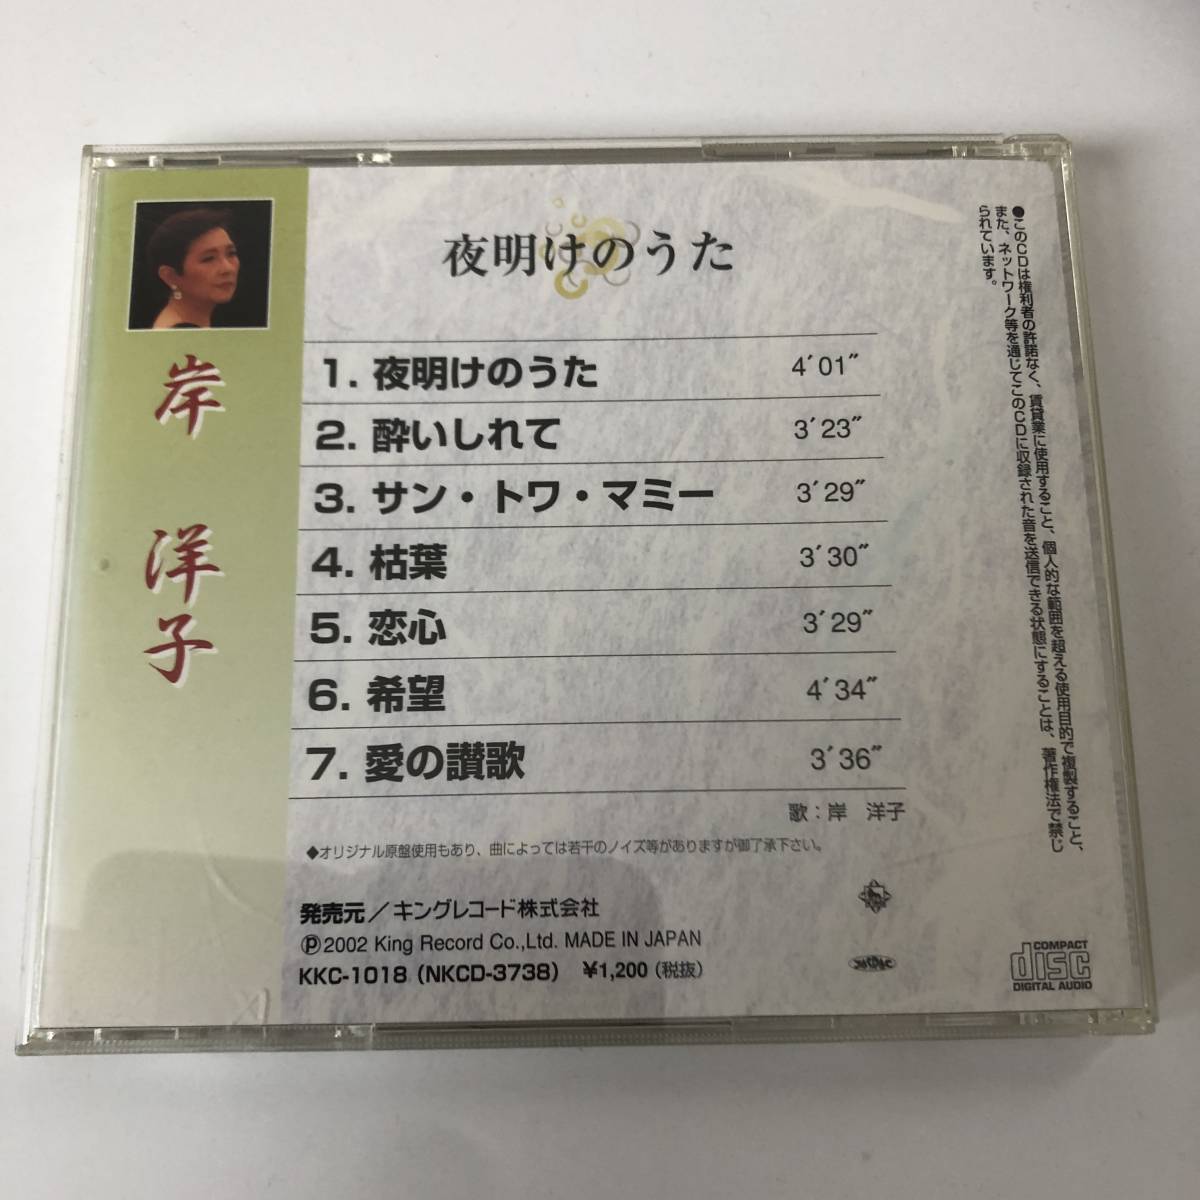 夜明けのうた
岸 洋子
1. 夜明けのうた 4′01″
2. 酔いしれて 3′23″
3. サン・トワ・マミー 3′29″
4. 枯葉 3′30″
5. 恋心 3′29″
6. 希望 4′34″
7. 愛の讃歌 3′36″
歌：岸 洋子
◆オリジナル原盤使用もあり、曲によっては若干のノイズ等がありますが御了承下さい。
発売元／キングレコード株式会社
Ⓟ2002 King Record Co.,Ltd. MADE IN JAPAN
KKC-1018 (NKCD-3738) ¥1,200 (税抜)
COMPACT
disc
DIGITAL AUDIO
●このCDは権利者の許諾なく、賃貸業に使用すること、個人的な範囲を超える使用目的で複製すること、
また、ネットワーク等を通じてこのCDに収録された音を送信できる状態にすることは、著作権法で禁じ
られています。